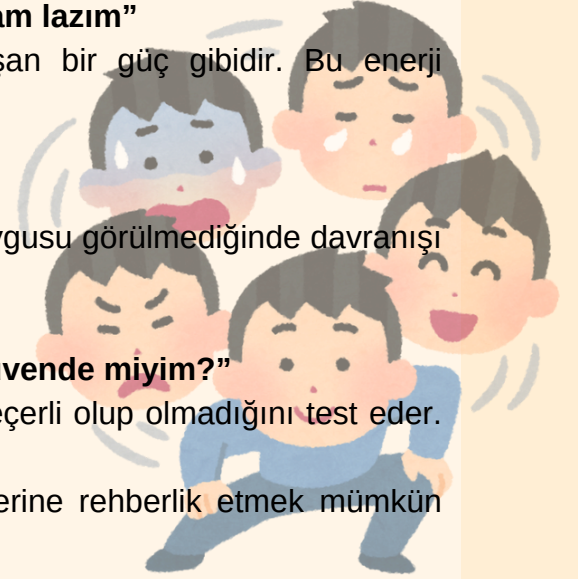 am lazım”
şan bir güç gibidir. Bu enerji
ygusu görülmediğinde davranışı
vende miyim?”
eçerli olup olmadığını test eder.
erine rehberlik etmek mümkün